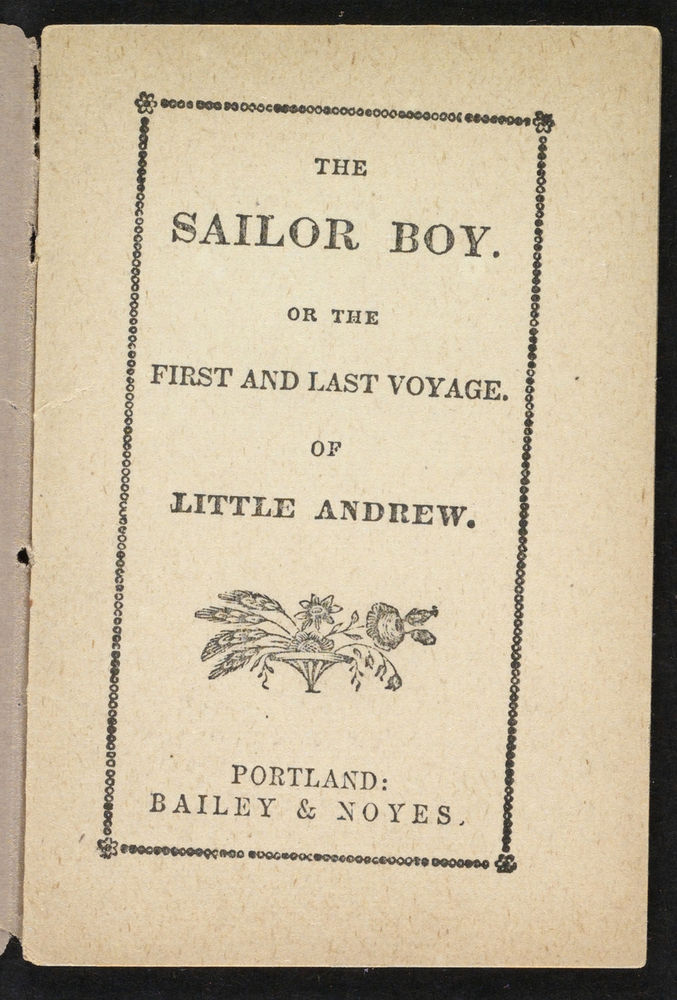 THE
SAILOR BOY.
OR THE
FIRST AND LAST VOYAGE.
OF
LITTLE ANDREW.
PORTLAND:
BAILEY & NOYES.